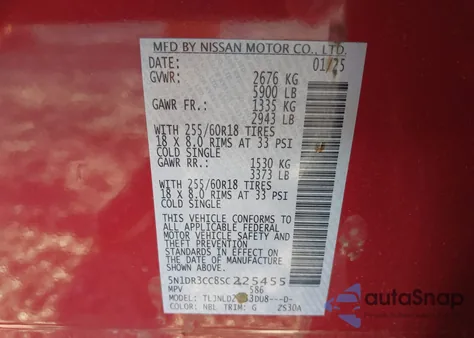 MFD BY NISSAN MOTOR CO., LTD.
DATE: 01/25
GVWR: 2676 KG
5900 LB
GAWR FR.: 1335 KG
2943 LB
WITH 255/60R18 TIRES
18 X 8.0 RIMS AT 33 PSI
COLD SINGLE
GAWR RR.: 1530 KG
3373 LB
WITH 255/60R18 TIRES
18 X 8.0 RIMS AT 33 PSI
COLD SINGLE
THIS VEHICLE CONFORMS TO
ALL APPLICABLE FEDERAL
MOTOR VEHICLE SAFETY,
BUMPER, AND THEFT
PREVENTION STANDARDS
IN EFFECT ON THE DATE OF
MANUFACTURE SHOWN ABOVE.
5N1DR3CC8SC225455
MPV S86
MODEL:
COLOR: NBL TRIM: G 2S30A
autoSnap